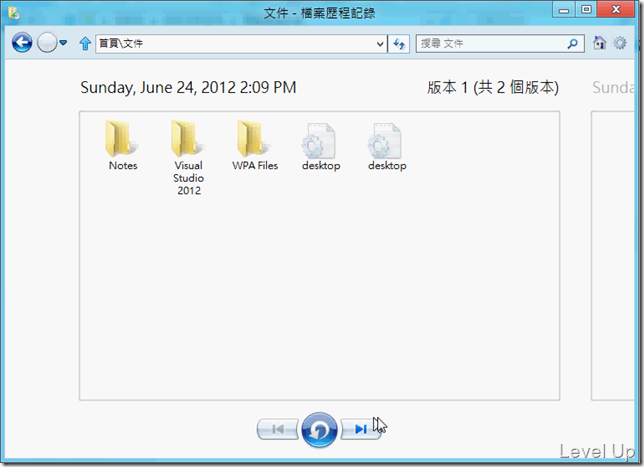 文件 - 檔案歷程記錄
首頁\文件
搜尋 文件
Sunday, June 24, 2012 2:09 PM
版本 1 (共 2 個版本)
Sunda
Notes
Visual
Studio
2012
WPA Files
desktop
desktop
Level Up